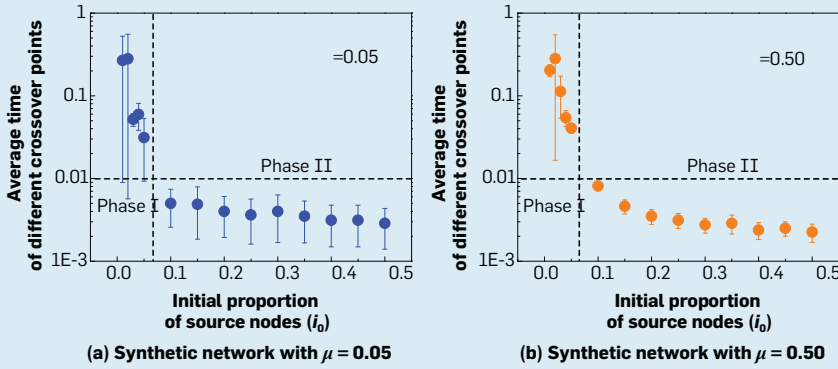 Average time
of different crossover points
1
0.1
0.01
1E-3
=0.05
Phase II
Phase I
0.0 0.1 0.2 0.3 0.4 0.5
Initial proportion
of source nodes (i₀)
(a) Synthetic network with μ = 0.05
Average time
of different crossover points
1
0.1
0.01
1E-3
=0.50
Phase II
Phase I
0.0 0.1 0.2 0.3 0.4 0.5
Initial proportion
of source nodes (i₀)
(b) Synthetic network with μ = 0.50